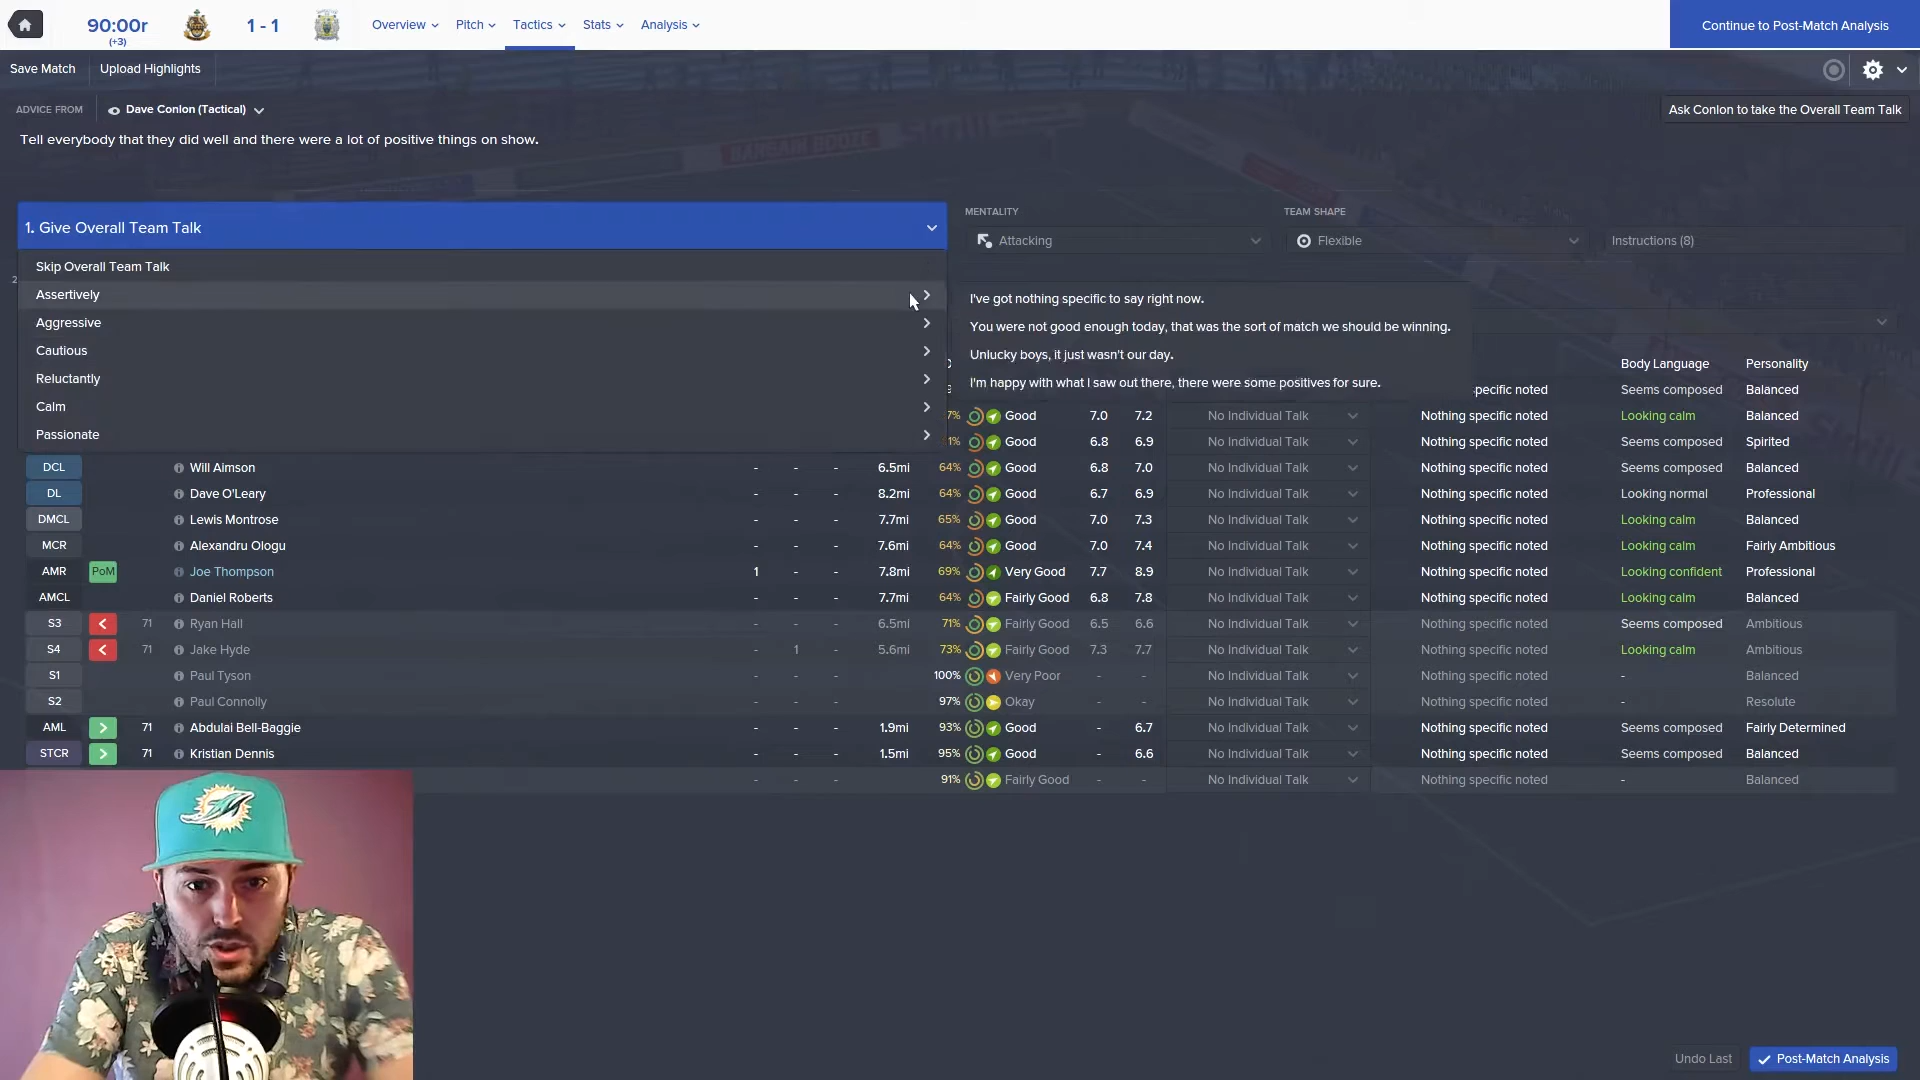 90:00r
(+3)
1 - 1
Overview
Pitch
Tactics
Stats
Analysis
Continue to Post-Match Analysis
Save Match
Upload Highlights
ADVICE FROM
Dave Conlon (Tactical)
Ask Conlon to take the Overall Team Talk
Tell everybody that they did well and there were a lot of positive things on show.
BARGAIN BOOZE
1. Give Overall Team Talk
MENTALITY
Attacking
TEAM SHAPE
Flexible
Instructions (8)
Skip Overall Team Talk
2
Assertively
Aggressive
Cautious
Reluctantly
Calm
Passionate
I've got nothing specific to say right now.
You were not good enough today, that was the sort of match we should be winning.
Unlucky boys, it just wasn't our day.
I'm happy with what I saw out there, there were some positives for sure.
Body Language Personality
specific noted Seems composed Balanced
7% Good 7.0 7.2 No Individual Talk Nothing specific noted Looking calm Balanced
1% Good 6.8 6.9 No Individual Talk Nothing specific noted Seems composed Spirited
DCL Will Aimson - - - 6.5mi 64% Good 6.8 7.0 No Individual Talk Nothing specific noted Seems composed Balanced
DL Dave O'Leary - - - 8.2mi 64% Good 6.7 6.9 No Individual Talk Nothing specific noted Looking normal Professional
DMCL Lewis Montrose - - - 7.7mi 65% Good 7.0 7.3 No Individual Talk Nothing specific noted Looking calm Balanced
MCR Alexandru Ologu - - - 7.6mi 64% Good 7.0 7.4 No Individual Talk Nothing specific noted Looking calm Fairly Ambitious
AMR PoM Joe Thompson 1 - - 7.8mi 69% Very Good 7.7 8.9 No Individual Talk Nothing specific noted Looking confident Professional
AMCL Daniel Roberts - - - 7.7mi 64% Fairly Good 6.8 7.8 No Individual Talk Nothing specific noted Looking calm Balanced
S3 71 Ryan Hall - - - 6.5mi 71% Fairly Good 6.5 6.6 No Individual Talk Nothing specific noted Seems composed Ambitious
S4 71 Jake Hyde - 1 - 5.6mi 73% Fairly Good 7.3 7.7 No Individual Talk Nothing specific noted Looking calm Ambitious
S1 Paul Tyson - - - 100% Very Poor - - No Individual Talk Nothing specific noted - Balanced
S2 Paul Connolly - - - 97% Okay - - No Individual Talk Nothing specific noted - Resolute
AML 71 Abdulai Bell-Baggie - - - 1.9mi 93% Good - 6.7 No Individual Talk Nothing specific noted Seems composed Fairly Determined
STCR 71 Kristian Dennis - - - 1.5mi 95% Good - 6.6 No Individual Talk Nothing specific noted Seems composed Balanced
- - - 91% Fairly Good - - No Individual Talk Nothing specific noted - Balanced
Undo Last
Post-Match Analysis